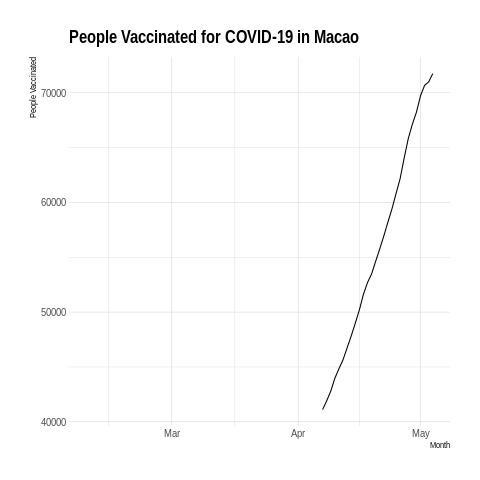 People Vaccinated for COVID-19 in Macao
People Vaccinated
70000
60000
50000
40000
Mar
Apr
May
Month